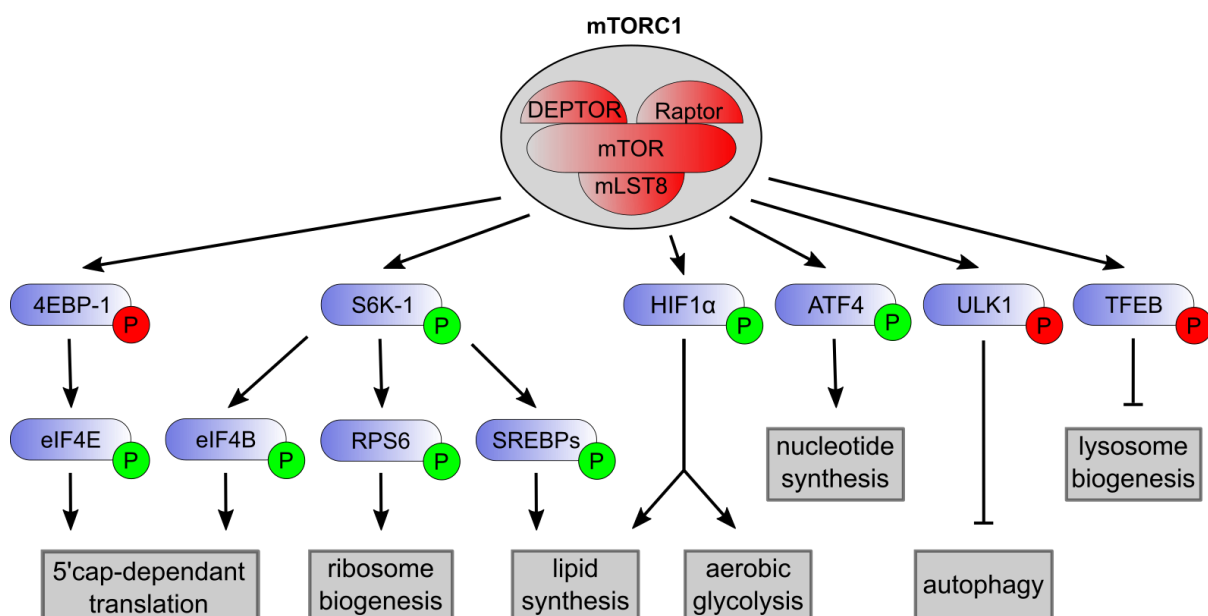 mTORC1
DEPTOR
Raptor
mTOR
mLST8
4EBP-1
P
S6K-1
P
HIF1α
P
ATF4
P
ULK1
P
TFEB
P
eIF4E
P
eIF4B
P
RPS6
P
SREBPs
P
nucleotide
synthesis
lysosome
biogenesis
5'cap-dependant
translation
ribosome
biogenesis
lipid
synthesis
aerobic
glycolysis
autophagy